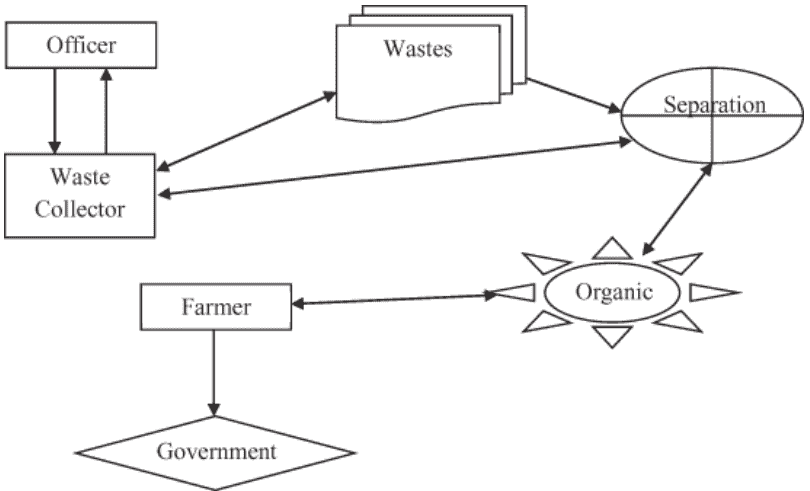 Officer
Wastes
Separation
Waste
Collector
Organic
Farmer
Government